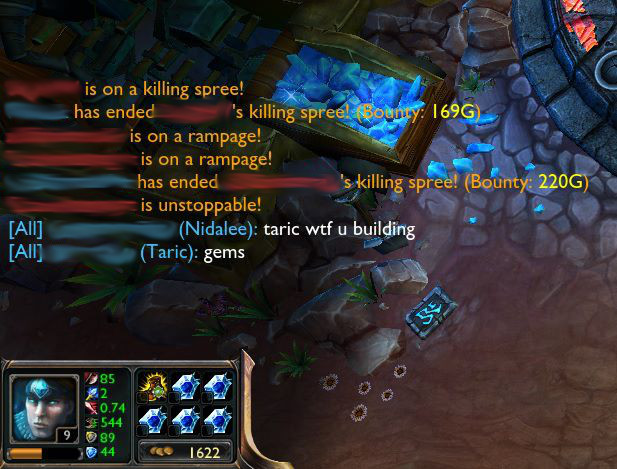 is on a killing spree!
has ended 's killing spree! (Bounty: 169G)
is on a rampage!
is on a rampage!
has ended 's killing spree! (Bounty: 220G)
is unstoppable!
[All] (Nidalee): taric wtf u building
[All] (Taric): gems
85
2
0.74
544
89
9 44
1622